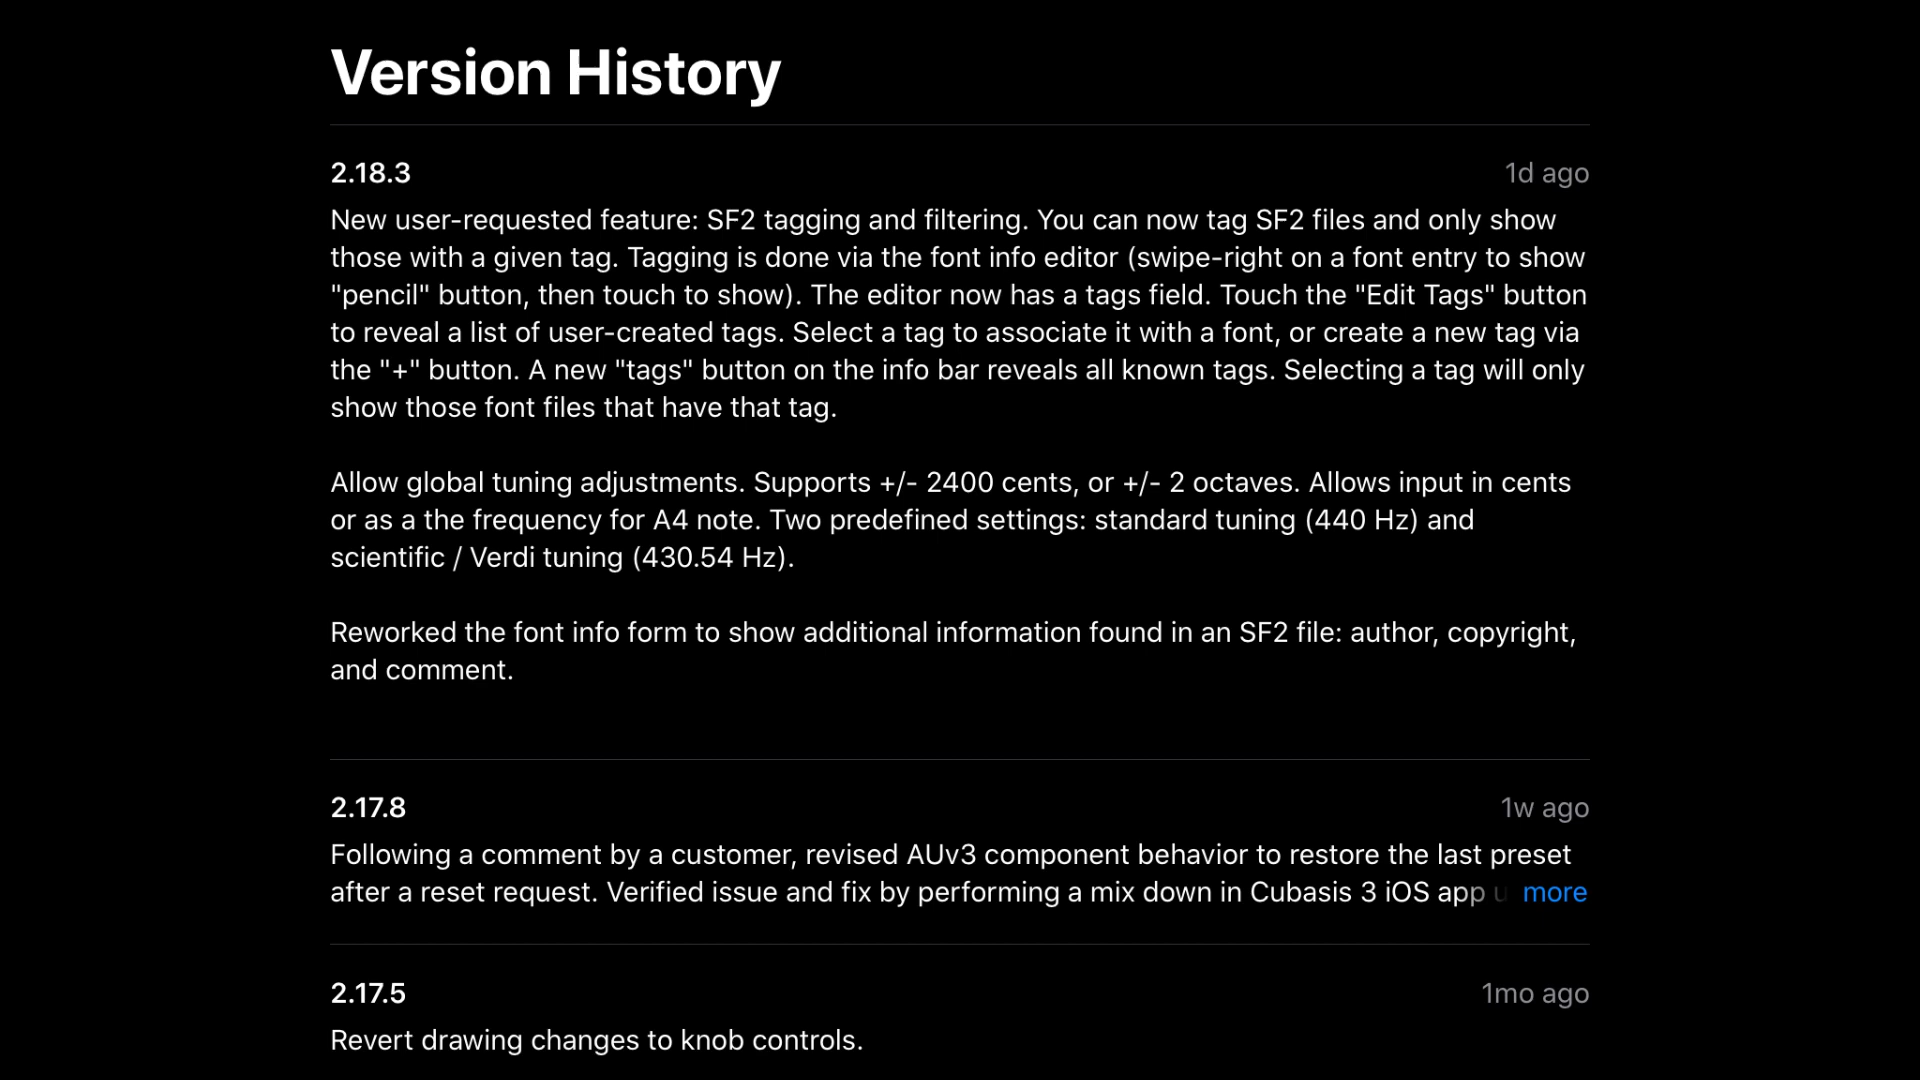 Version History
2.18.3
1d ago
New user-requested feature: SF2 tagging and filtering. You can now tag SF2 files and only show
those with a given tag. Tagging is done via the font info editor (swipe-right on a font entry to show
"pencil" button, then touch to show). The editor now has a tags field. Touch the "Edit Tags" button
to reveal a list of user-created tags. Select a tag to associate it with a font, or create a new tag via
the "+" button. A new "tags" button on the info bar reveals all known tags. Selecting a tag will only
show those font files that have that tag.
Allow global tuning adjustments. Supports +/- 2400 cents, or +/- 2 octaves. Allows input in cents
or as a the frequency for A4 note. Two predefined settings: standard tuning (440 Hz) and
scientific / Verdi tuning (430.54 Hz).
Reworked the font info form to show additional information found in an SF2 file: author, copyright,
and comment.
2.17.8
1w ago
Following a comment by a customer, revised AUv3 component behavior to restore the last preset
after a reset request. Verified issue and fix by performing a mix down in Cubasis 3 iOS app more
2.17.5
1mo ago
Revert drawing changes to knob controls.